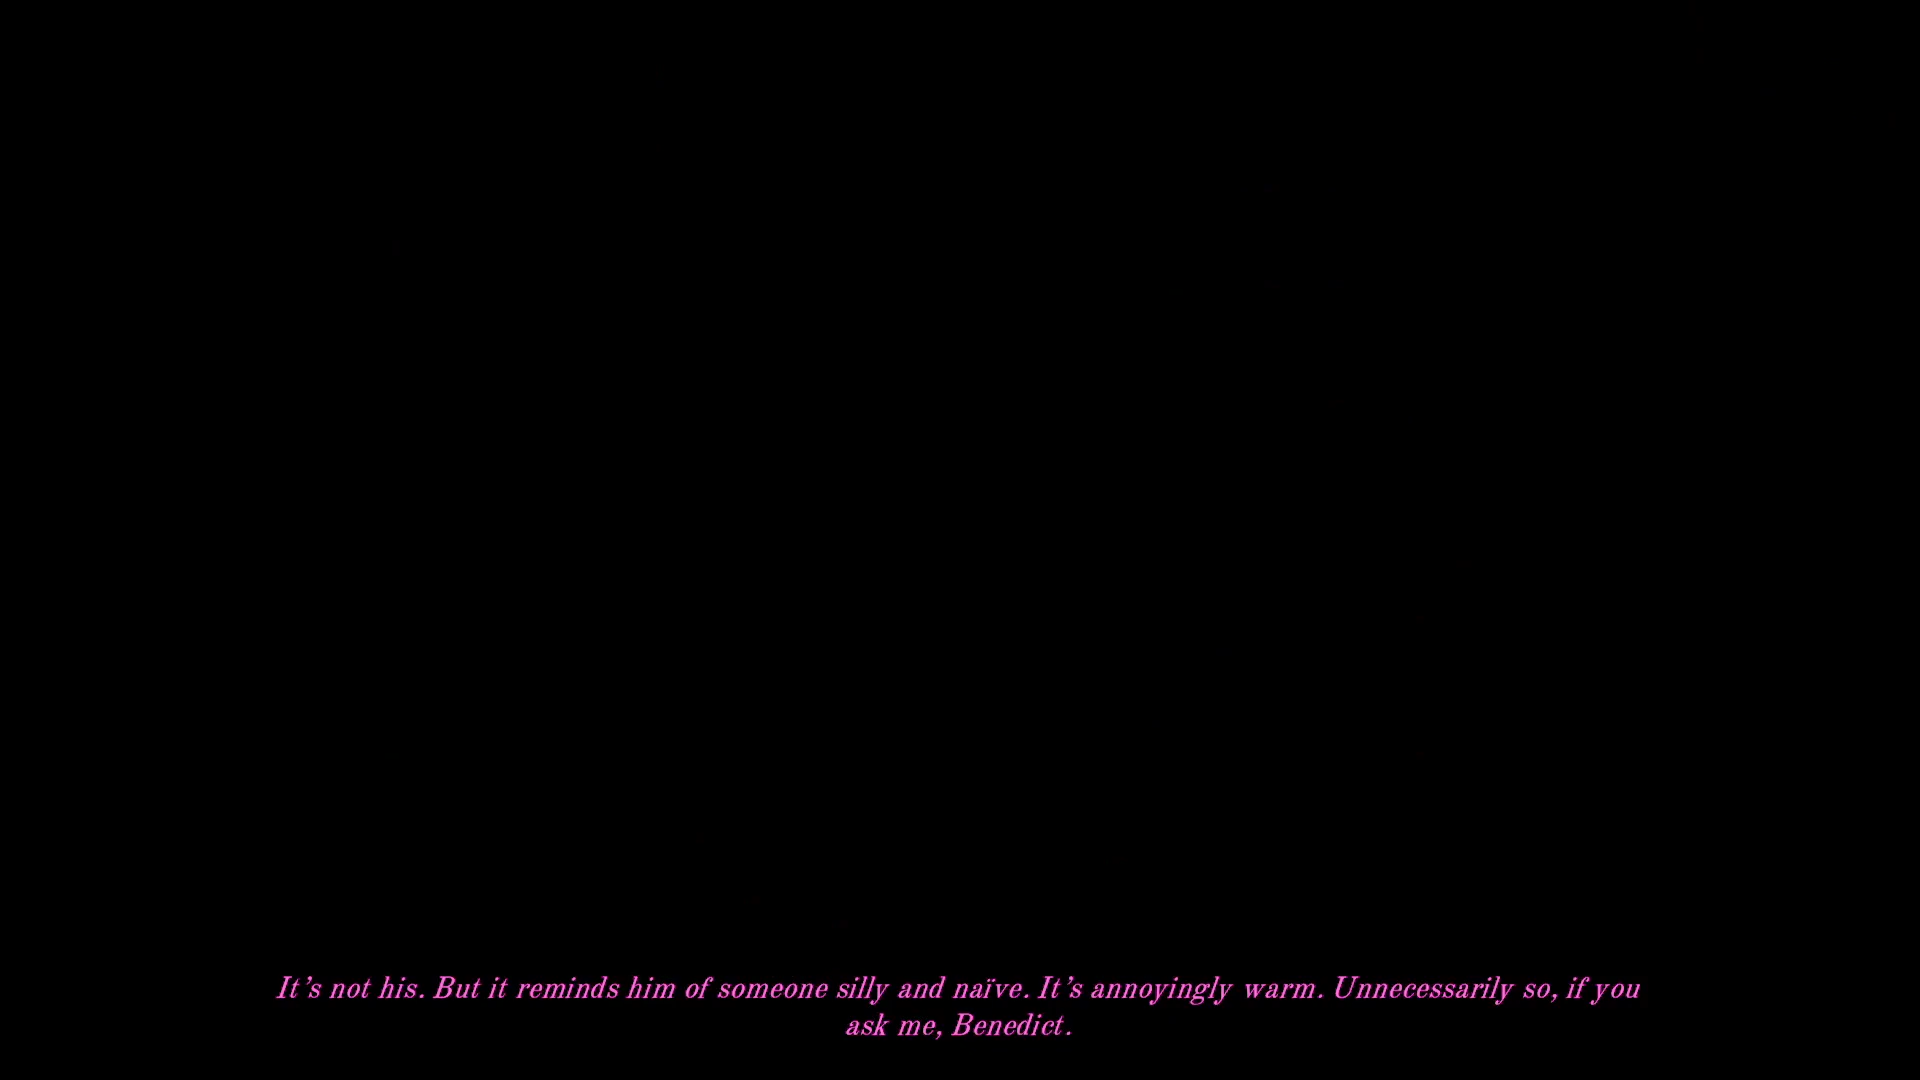 It’s not his. But it reminds him of someone silly and naïve. It’s annoyingly warm. Unnecessarily so, if you
ask me, Benedict.